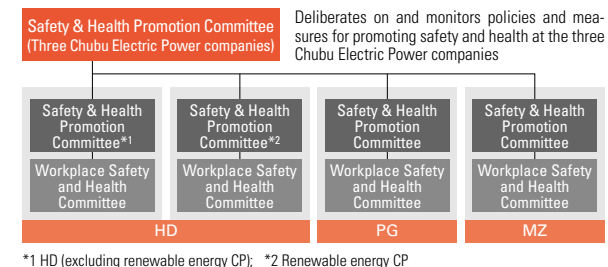 Safety & Health Promotion Committee
(Three Chubu Electric Power companies)
Deliberates on and monitors policies and mea-
sures for promoting safety and health at the three
Chubu Electric Power companies
Safety & Health
Promotion
Committee*1
Safety & Health
Promotion
Committee*2
Safety & Health
Promotion
Committee
Safety & Health
Promotion
Committee
Workplace Safety
and Health
Committee
Workplace Safety
and Health
Committee
Workplace Safety
and Health
Committee
Workplace Safety
and Health
Committee
HD
PG
MZ
*1 HD (excluding renewable energy CP); *2 Renewable energy CP